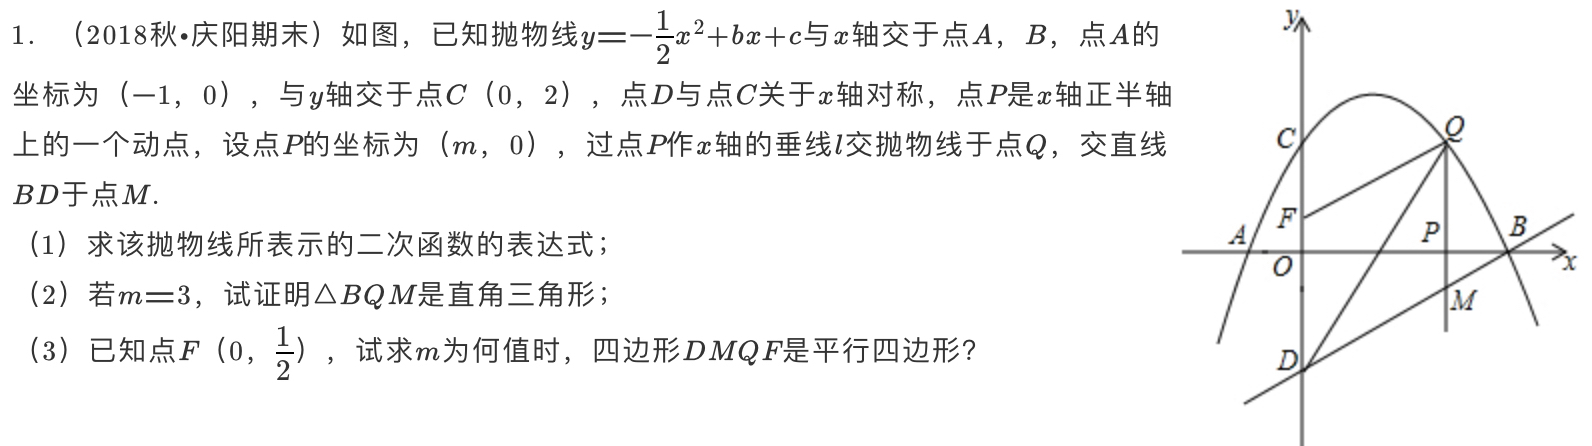 1. （2018秋•庆阳期末）如图，已知抛物线y=-1/2x²+bx+c与x轴交于点A，B，点A的
坐标为（-1，0），与y轴交于点C（0，2），点D与点C关于x轴对称，点P是x轴正半轴
上的一个动点，设点P的坐标为（m，0），过点P作x轴的垂线l交抛物线于点Q，交直线
BD于点M.
（1）求该抛物线所表示的二次函数的表达式；
（2）若m=3，试证明△BQM是直角三角形；
（3）已知点F（0，1/2），试求m为何值时，四边形DMQF是平行四边形？
y
C
Q
F
A
P
B
O
x
M
D